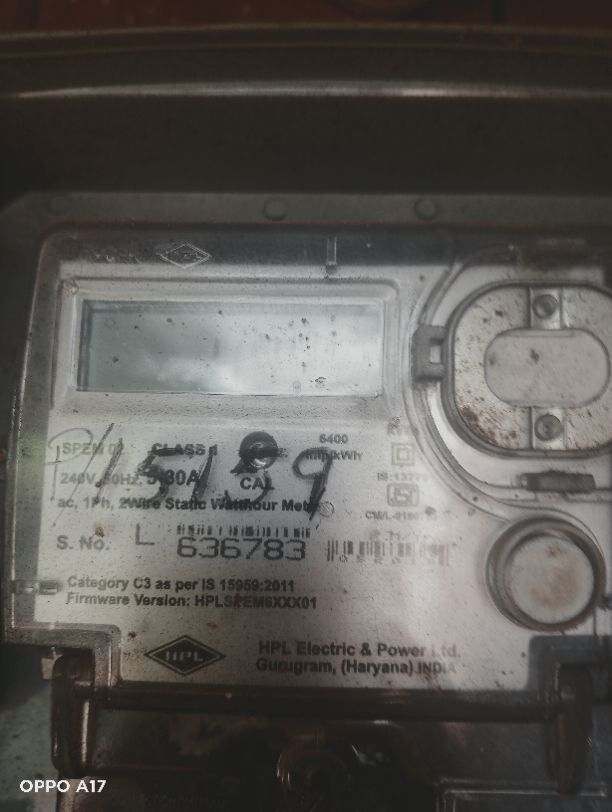 SPEM 02 CLASS 1
6400
imp/kWh
240V, 50Hz, 5-30A
CAL
ac, 1Ph, 2Wire Static Watthour Meter
S. No. L 636783
Category C3 as per IS 15959:2011
Firmware Version: HPLSPEM6XXX01
HPL
HPL Electric & Power Ltd.
Gurugram, (Haryana) INDIA
OPPO A17